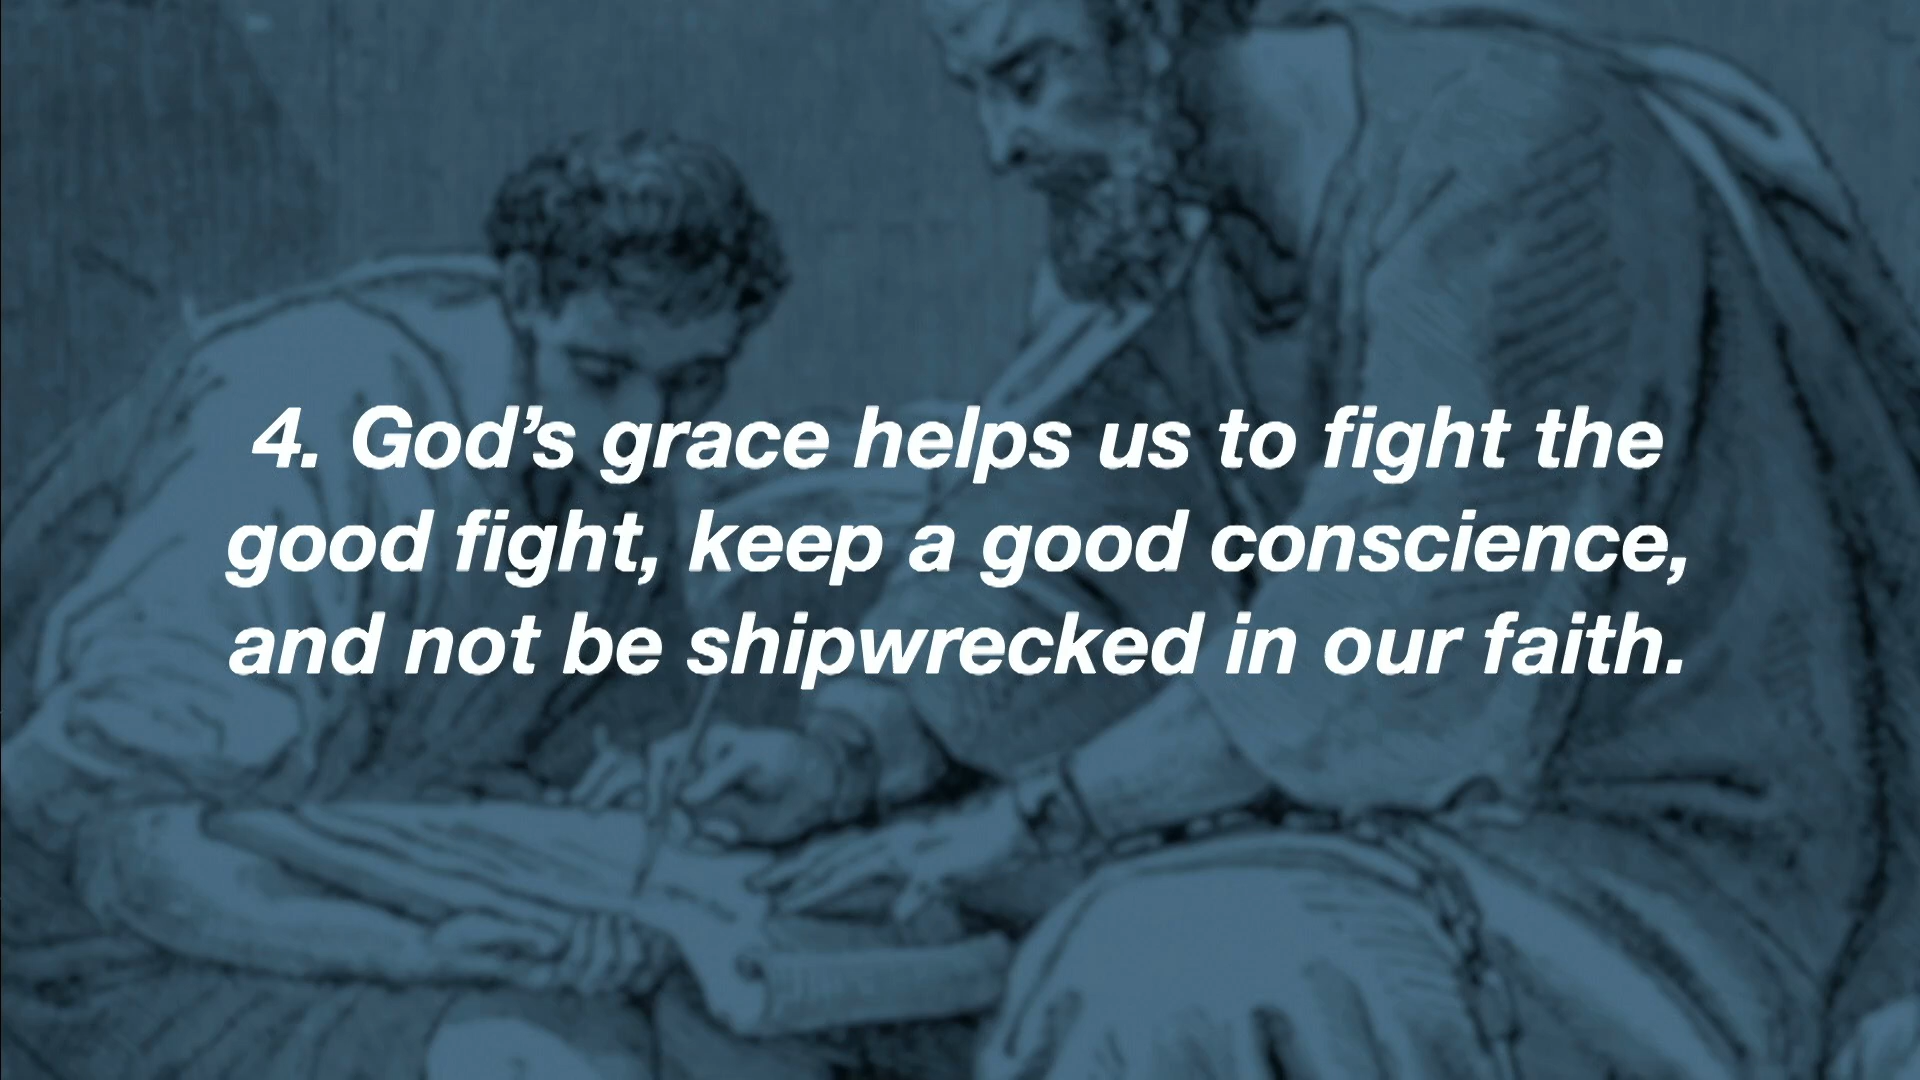 4. God’s grace helps us to fight the
good fight, keep a good conscience,
and not be shipwrecked in our faith.